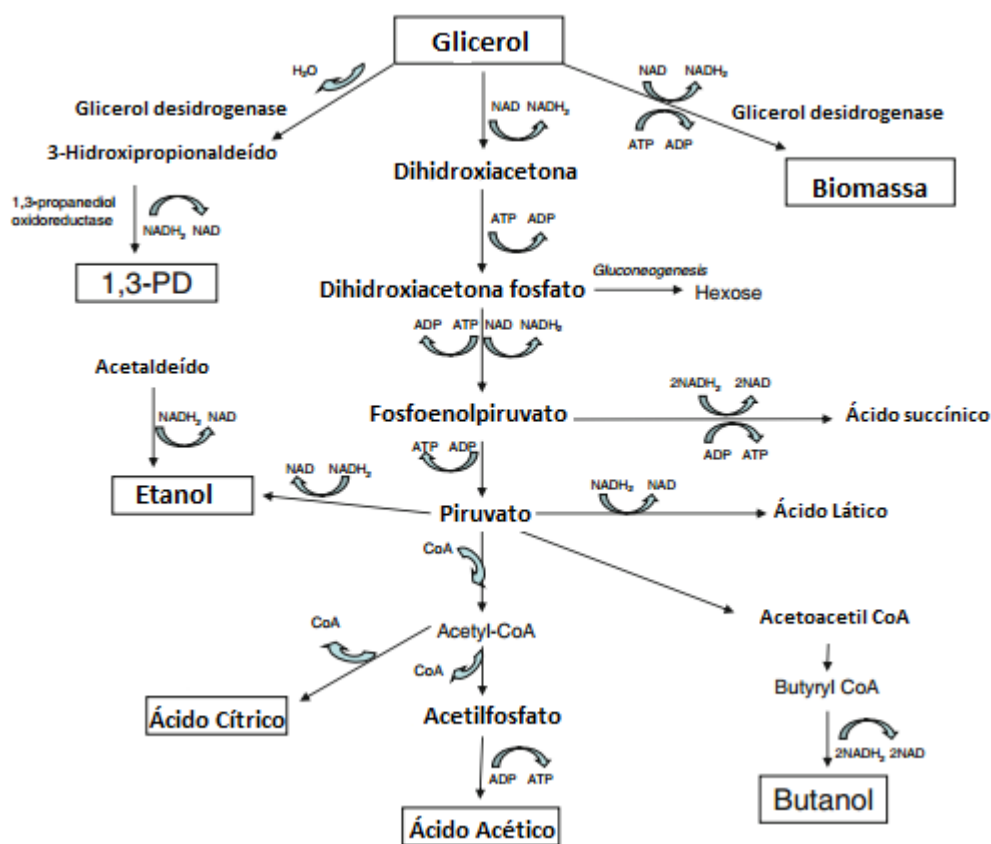 Glicerol
H₂O
NAD NADH₂
Glicerol desidrogenase
NAD NADH₂
Glicerol desidrogenase
3-Hidroxipropionaldeído
ATP ADP
Dihidroxiacetona
Biomassa
1,3-propanediol
oxidoreductase
NADH₂ NAD
ATP ADP
1,3-PD
Gluconeogenesis
Dihidroxiacetona fosfato
Hexose
ADP ATP NAD NADH₂
Acetaldeído
2NADH₂ 2NAD
NADH₂ NAD
Fosfoenolpiruvato
Ácido succínico
ATP ADP
ADP ATP
NAD NADH₂
NADH₂ NAD
Etanol
Piruvato
Ácido Lático
CoA
Acetoacetil CoA
CoA
Acetyl-CoA
CoA
Butyryl CoA
Ácido Cítrico
Acetilfosfato
2NADH₂ 2NAD
ADP ATP
Butanol
Ácido Acético